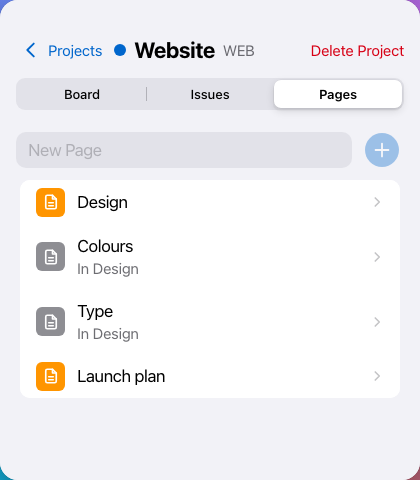 Projects Website WEB Delete Project
Board Issues Pages
New Page
Design
Colours
In Design
Type
In Design
Launch plan